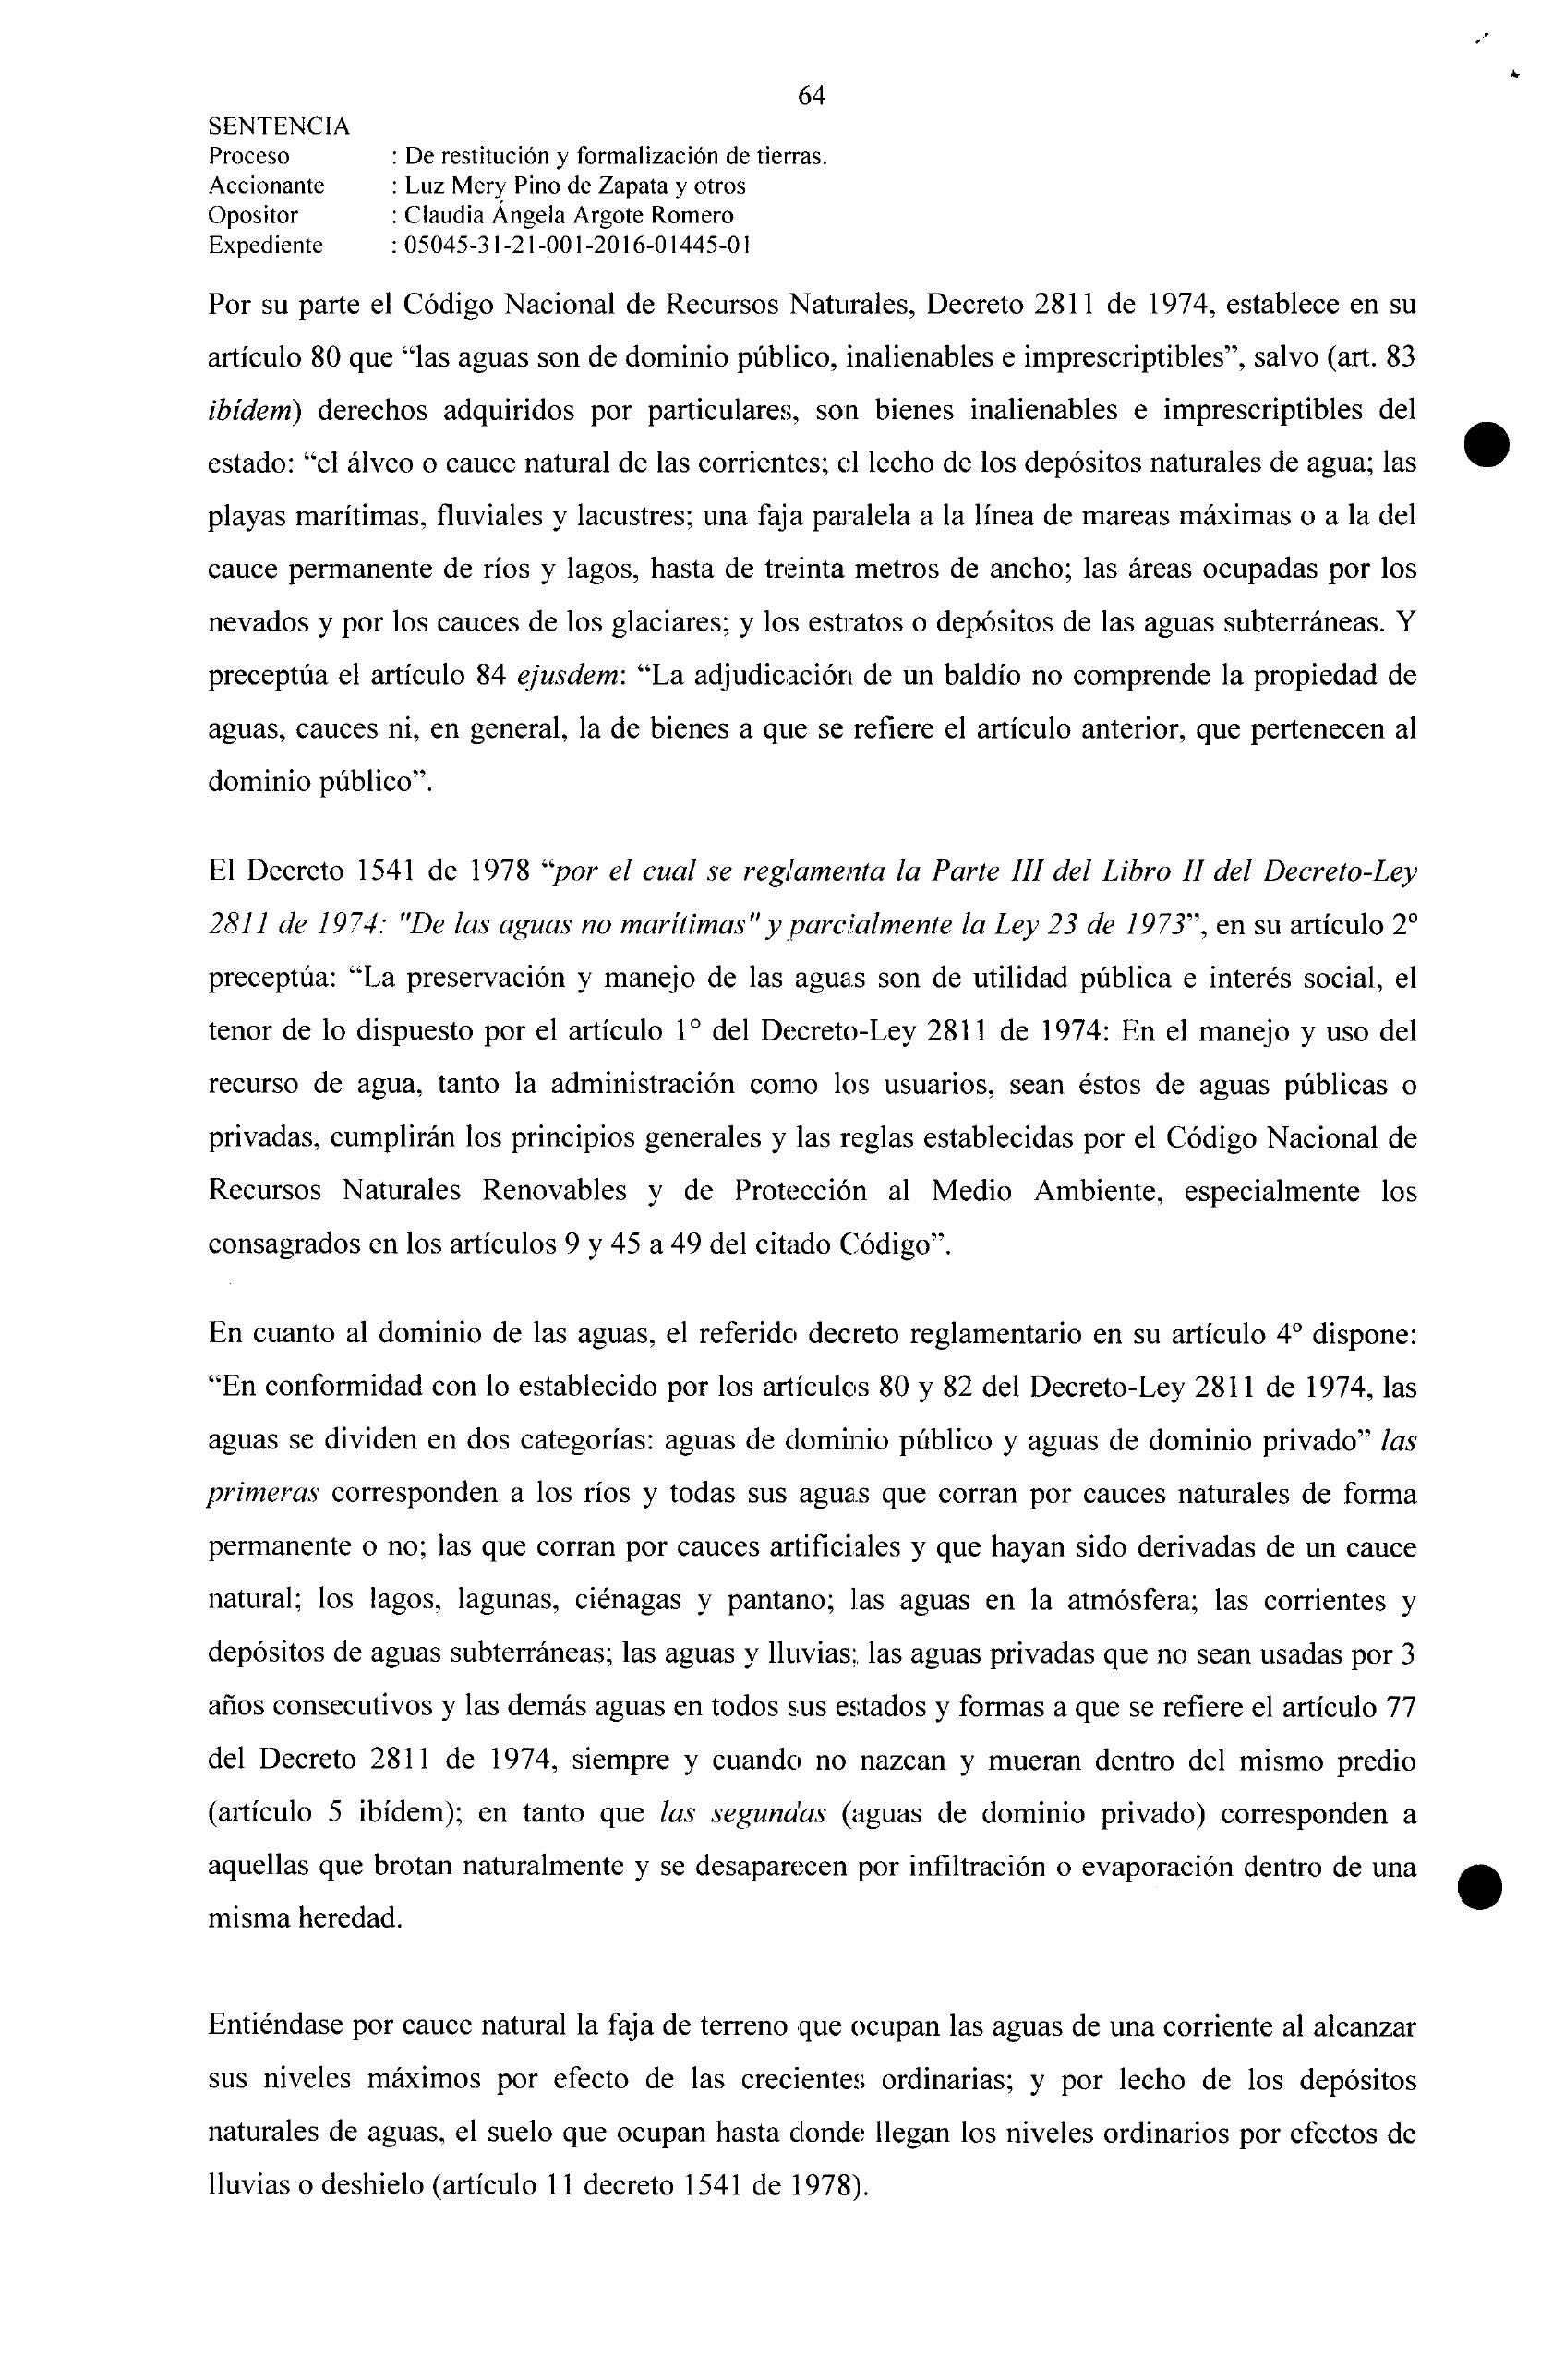 64
SENTENCIA
Proceso : De restitución y formalización de tierras.
Accionante : Luz Mery Pino de Zapata y otros
Opositor : Claudia Ángela Argote Romero
Expediente : 05045-31-21-001-2016-01445-01
Por su parte el Código Nacional de Recursos Naturales, Decreto 2811 de 1974, establece en su
artículo 80 que “las aguas son de dominio público, inalienables e imprescriptibles”, salvo (art. 83
ibídem) derechos adquiridos por particulares, son bienes inalienables e imprescriptibles del
estado: “el álveo o cauce natural de las corrientes; el lecho de los depósitos naturales de agua; las
playas marítimas, fluviales y lacustres; una faja paralela a la línea de mareas máximas o a la del
cauce permanente de ríos y lagos, hasta de treinta metros de ancho; las áreas ocupadas por los
nevados y por los cauces de los glaciares; y los estratos o depósitos de las aguas subterráneas. Y
preceptúa el artículo 84 ejusdem: “La adjudicación de un baldío no comprende la propiedad de
aguas, cauces ni, en general, la de bienes a que se refiere el artículo anterior, que pertenecen al
dominio público”.
El Decreto 1541 de 1978 “por el cual se reglamenta la Parte III del Libro II del Decreto-Ley
2811 de 1974: "De las aguas no marítimas" y parcialmente la Ley 23 de 1973”, en su artículo 2°
preceptúa: “La preservación y manejo de las aguas son de utilidad pública e interés social, el
tenor de lo dispuesto por el artículo 1° del Decreto-Ley 2811 de 1974: En el manejo y uso del
recurso de agua, tanto la administración como los usuarios, sean éstos de aguas públicas o
privadas, cumplirán los principios generales y las reglas establecidas por el Código Nacional de
Recursos Naturales Renovables y de Protección al Medio Ambiente, especialmente los
consagrados en los artículos 9 y 45 a 49 del citado Código”.
En cuanto al dominio de las aguas, el referido decreto reglamentario en su artículo 4° dispone:
“En conformidad con lo establecido por los artículos 80 y 82 del Decreto-Ley 2811 de 1974, las
aguas se dividen en dos categorías: aguas de dominio público y aguas de dominio privado” las
primeras corresponden a los ríos y todas sus aguas que corran por cauces naturales de forma
permanente o no; las que corran por cauces artificiales y que hayan sido derivadas de un cauce
natural; los lagos, lagunas, ciénagas y pantano; las aguas en la atmósfera; las corrientes y
depósitos de aguas subterráneas; las aguas y lluvias; las aguas privadas que no sean usadas por 3
años consecutivos y las demás aguas en todos sus estados y formas a que se refiere el artículo 77
del Decreto 2811 de 1974, siempre y cuando no nazcan y mueran dentro del mismo predio
(artículo 5 ibídem); en tanto que las segundas (aguas de dominio privado) corresponden a
aquellas que brotan naturalmente y se desaparecen por infiltración o evaporación dentro de una
misma heredad.
Entiéndase por cauce natural la faja de terreno que ocupan las aguas de una corriente al alcanzar
sus niveles máximos por efecto de las crecientes ordinarias; y por lecho de los depósitos
naturales de aguas, el suelo que ocupan hasta donde llegan los niveles ordinarios por efectos de
lluvias o deshielo (artículo 11 decreto 1541 de 1978).